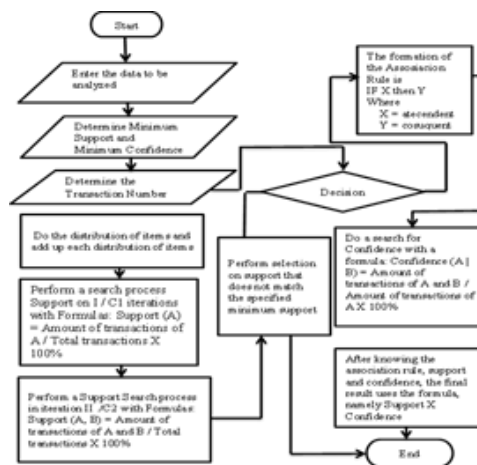 Start
Enter the data to be
analyzed
Determine Minimum
Support and
Minimum Confidence
Determine the
Transaction Number
Do the distribution of items and
add up each distribution of items
Perform a search process
Support on I / C1 iterations
with Formulas: Support (A)
= Amount of transactions of
A / Total transactions X
100%
Perform a Support Search process
in iteration II /C2 with Formulas:
Support (A, B) = Amount of
transactions of A and B / Total
transactions X 100%
Perform selection
on support that
does not match
the specified
minimum support.
Decision
The formation of
the Association
Rule is
IF X then Y
Where
X = atecendent
Y = cosuquent
Do a search for
Confidence with a
formula: Confidence (A |
B) = Amount of
transactions of A and B /
Amount of transactions of
A X 100%
After knowing the
association rule, support
and confidence, the final
result uses the formula,
namely Support X
Confidence
End